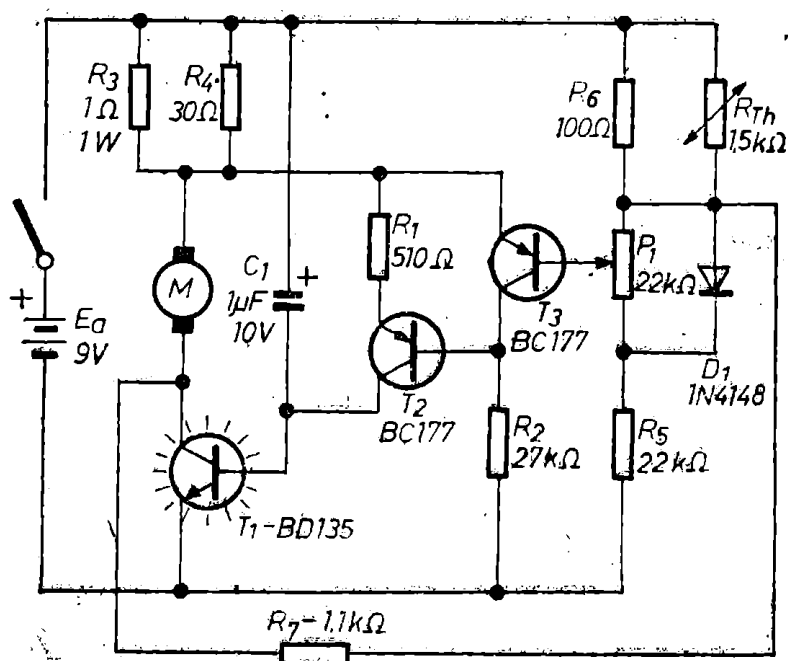 R3
1Ω
1W
R4
30Ω
R6
100Ω
RTh
1,5kΩ
+
Ea
9V
M
C1
1µF
10V
+
R1
510Ω
T3
BC177
P1
22kΩ
D1
1N4148
T2
BC177
R2
27kΩ
R5
22kΩ
T1-BD135
R7-1.1kΩ